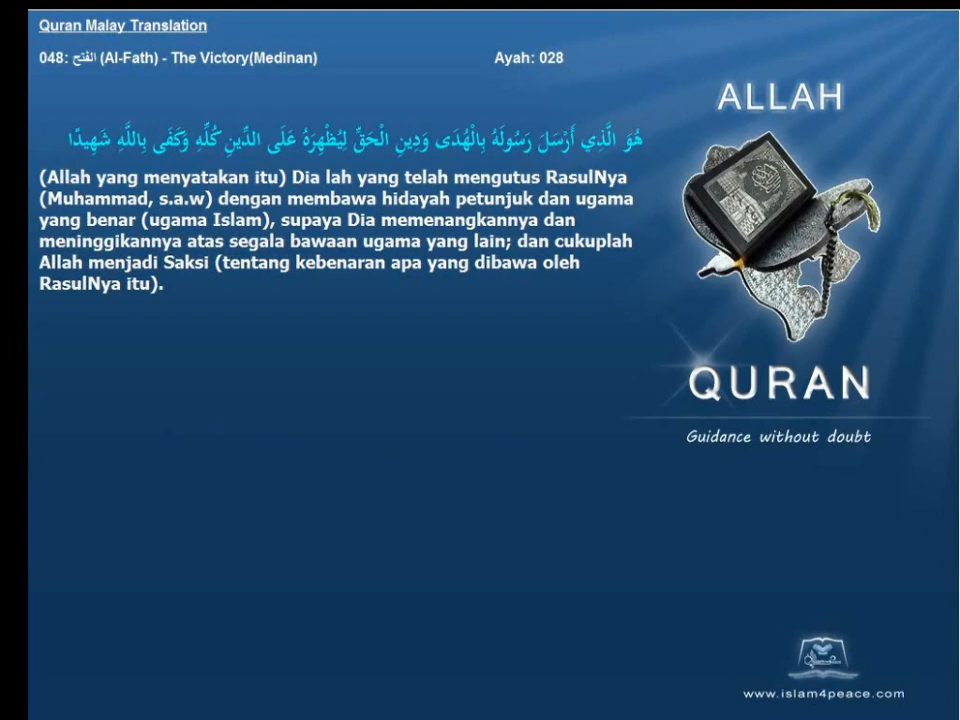 Quran Malay Translation
048: الفتح (Al-Fath) - The Victory(Medinan) Ayah: 028
هُوَ الَّذِي أَرْسَلَ رَسُولَهُ بِالْهُدَى وَدِينِ الْحَقِّ لِيُظْهِرَهُ عَلَى الدِّينِ كُلِّهِ وَكَفَى بِاللَّهِ شَهِيدًا
(Allah yang menyatakan itu) Dia lah yang telah mengutus RasulNya
(Muhammad, s.a.w) dengan membawa hidayah petunjuk dan ugama
yang benar (ugama Islam), supaya Dia memenangkannya dan
meninggikannya atas segala bawaan ugama yang lain; dan cukuplah
Allah menjadi Saksi (tentang kebenaran apa yang dibawa oleh
RasulNya itu).
ALLAH
QURAN
Guidance without doubt
www.islam4peace.com